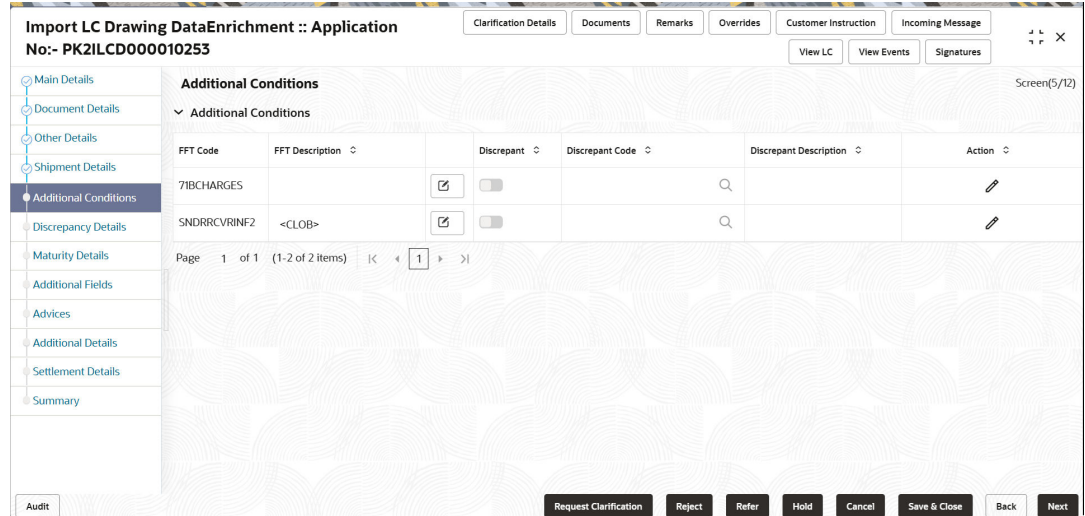 Import LC Drawing DataEnrichment :: Application
No:- PK2ILCD000010253
Clarification Details Documents Remarks Overrides Customer Instruction Incoming Message
View LC View Events Signatures
Main Details
Document Details
Other Details
Shipment Details
Additional Conditions
Discrepancy Details
Maturity Details
Additional Fields
Advices
Additional Details
Settlement Details
Summary
Additional Conditions Screen(5/12)
Additional Conditions
FFT Code FFT Description Discrepant Discrepant Code Discrepant Description Action
71BCHARGES
SNDRRCVRINF2 <CLOB>
Page 1 of 1 (1-2 of 2 items) 1
Audit Request Clarification Reject Refer Hold Cancel Save & Close Back Next